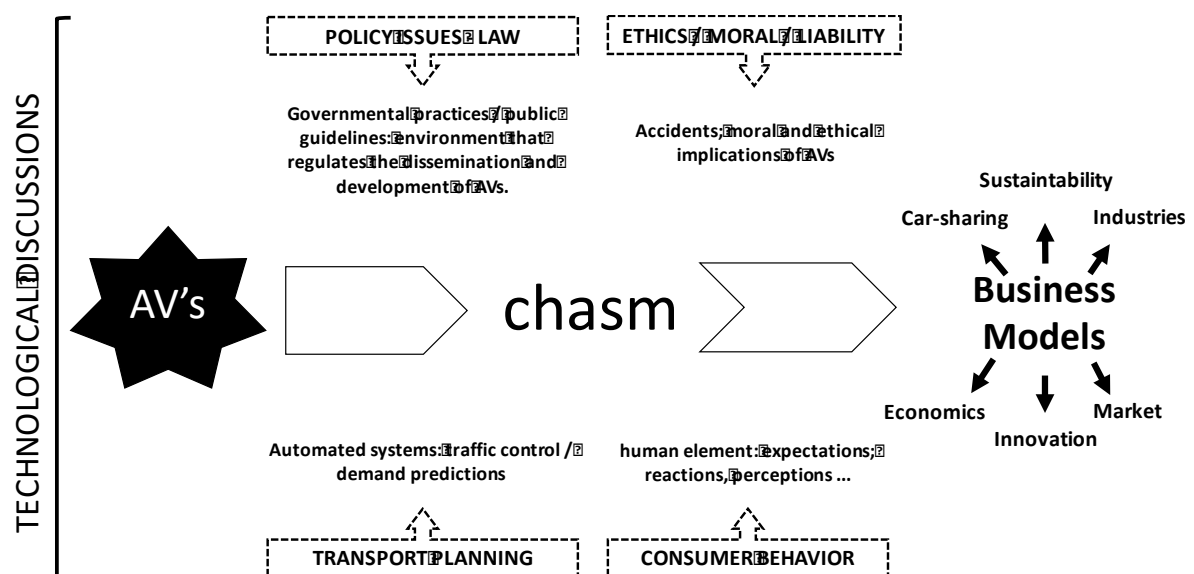 TECHNOLOGICAL DISCUSSIONS
POLICY ISSUES LAW
Governmental practices / public
guidelines: environment that
regulates the dissemination and
development of AVs.
ETHICS / MORAL / LIABILITY
Accidents; moral and ethical
implications of AVs
AV's
chasm
Sustaintability
Car-sharing
Industries
Business
Models
Economics
Market
Innovation
Automated systems: traffic control /
demand predictions
TRANSPORT PLANNING
human element: expectations;
reactions, perceptions ...
CONSUMER BEHAVIOR